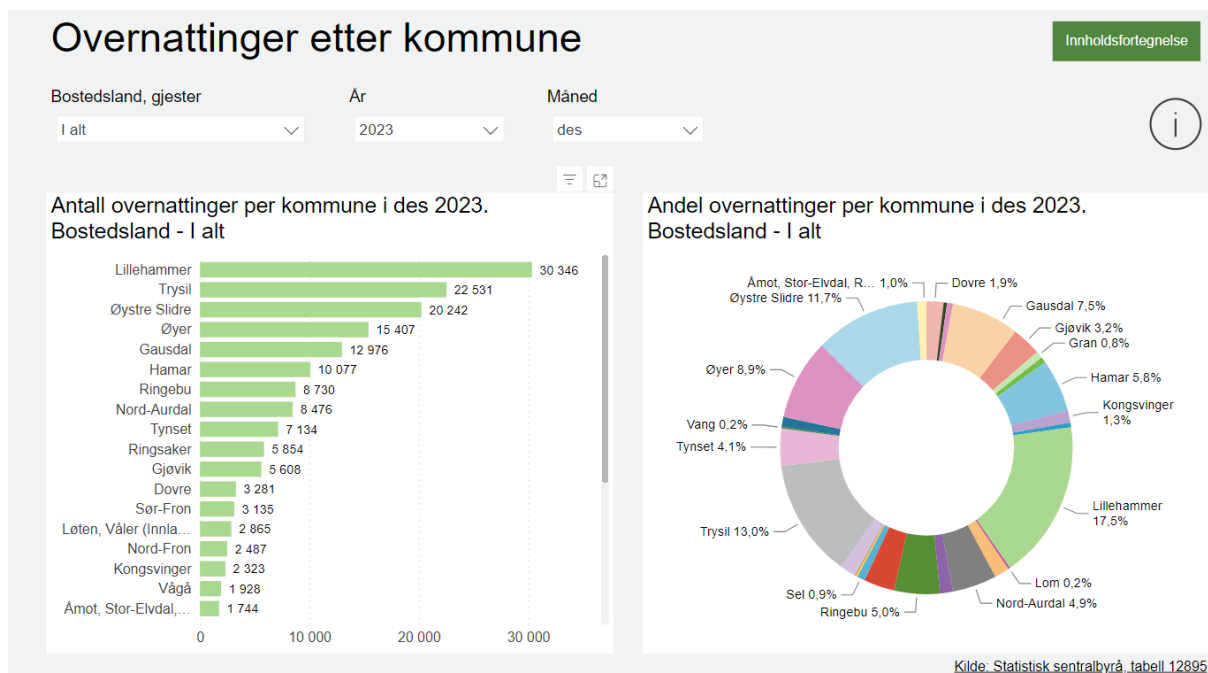 Overnattinger etter kommune
Innholdsfortegnelse
Bostedsland, gjester
År
Måned
I alt
2023
des
i
Antall overnattinger per kommune i des 2023.
Bostedsland - I alt
Lillehammer 30 346
Trysil 22 531
Øystre Slidre 20 242
Øyer 15 407
Gausdal 12 976
Hamar 10 077
Ringebu 8 730
Nord-Aurdal 8 476
Tynset 7 134
Ringsaker 5 854
Gjøvik 5 608
Dovre 3 281
Sør-Fron 3 135
Løten, Våler (Innla... 2 865
Nord-Fron 2 487
Kongsvinger 2 323
Vågå 1 928
Åmot, Stor-Elvdal,... 1 744
0 10 000 20 000 30 000
Andel overnattinger per kommune i des 2023.
Bostedsland - I alt
Åmot, Stor-Elvdal, R... 1,0%
Dovre 1,9%
Øystre Slidre 11,7%
Gausdal 7,5%
Gjøvik 3,2%
Gran 0,8%
Øyer 8,9%
Hamar 5,8%
Kongsvinger
1,3%
Vang 0,2%
Tynset 4,1%
Lillehammer
17,5%
Trysil 13,0%
Lom 0,2%
Sel 0,9%
Nord-Aurdal 4,9%
Ringebu 5,0%
Kilde: Statistisk sentralbyrå, tabell 12895